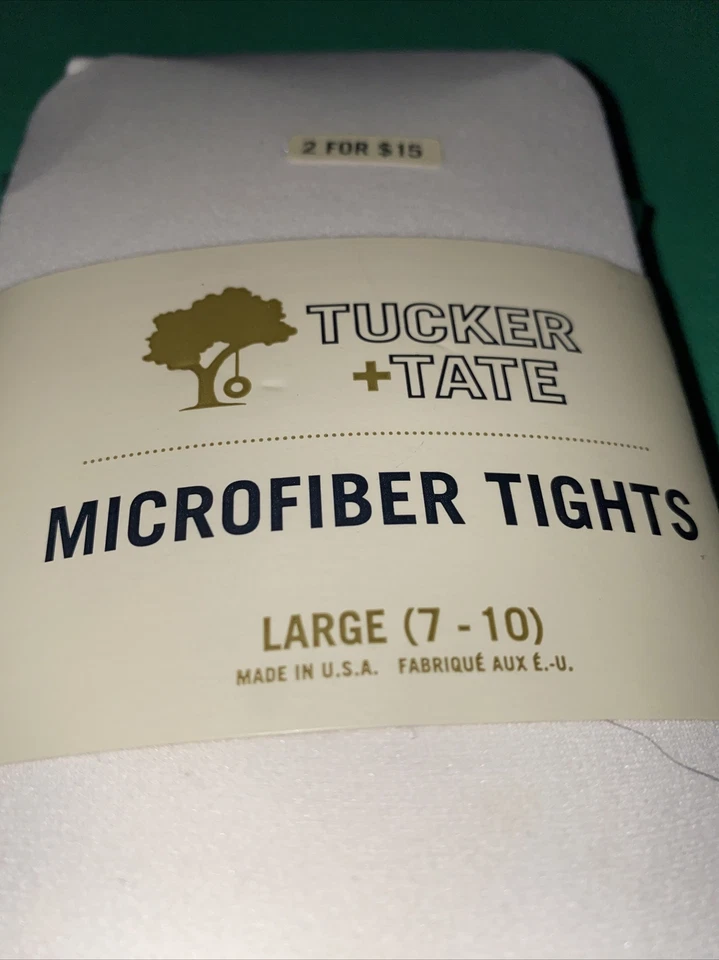 2 FOR $15
TUCKER
+TATE
MICROFIBER TIGHTS
LARGE (7 - 10)
MADE IN U.S.A. FABRIQUÉ AUX É.-U.